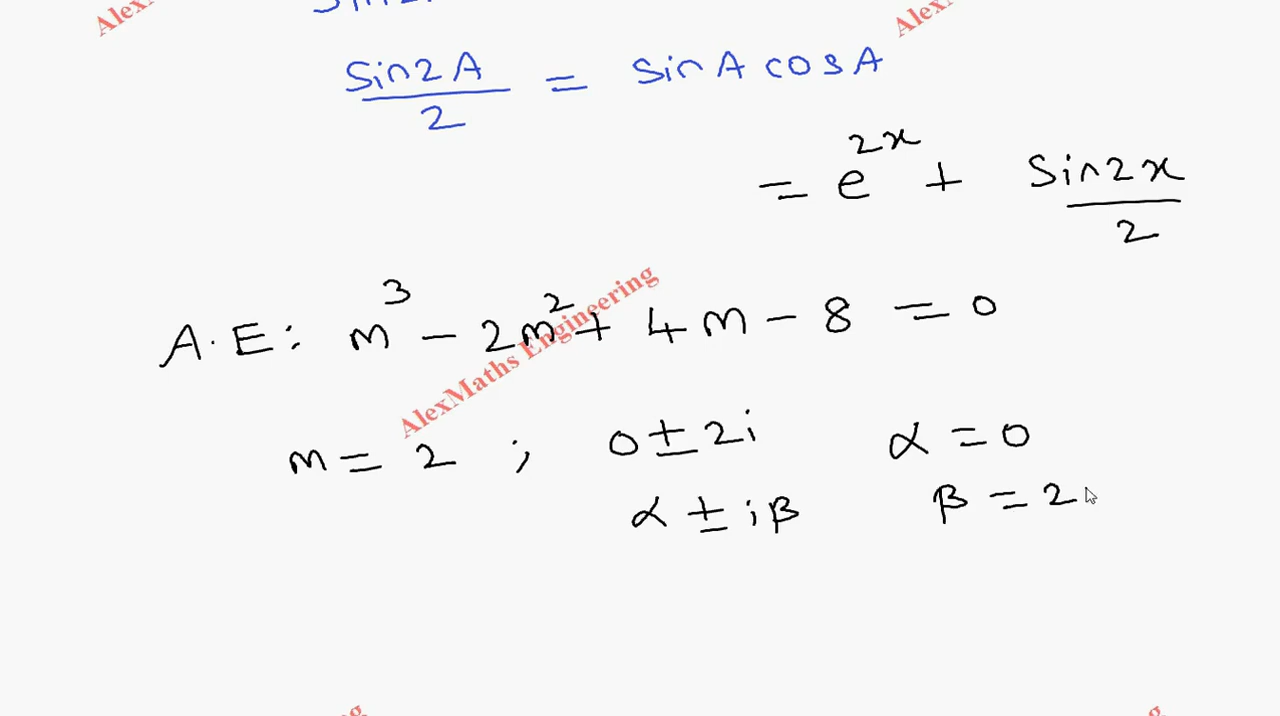 sin2A/2 = sinA cosA
= e^2x + Sin2x/2
A.E: m^3 - 2m^2 + 4m - 8 = 0
AlexMaths Engineering
m = 2 ; 0 ± 2i α = 0
α ± iβ β = 2